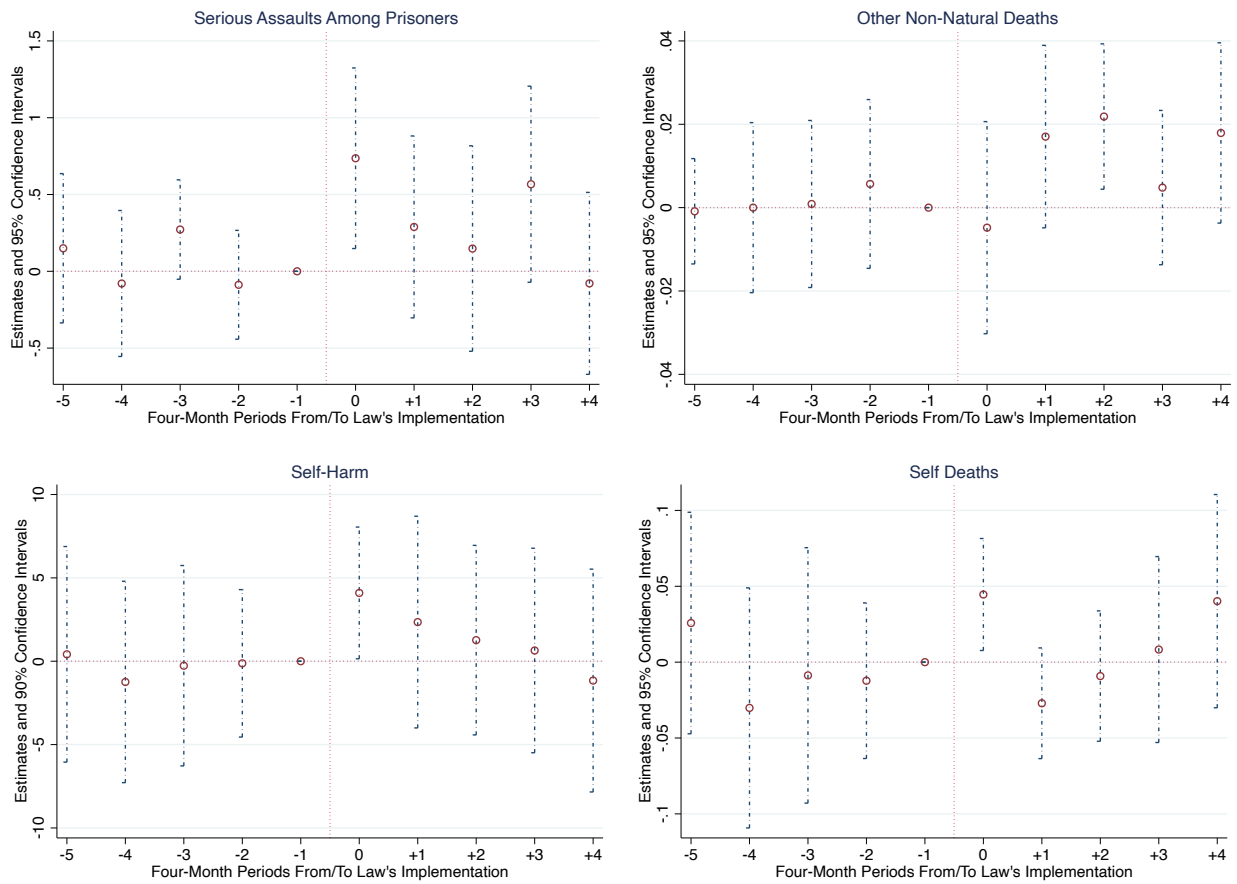 Serious Assaults Among Prisoners
Estimates and 95% Confidence Intervals
1.5
1
.5
0
-.5
-5 -4 -3 -2 -1 0 +1 +2 +3 +4
Four-Month Periods From/To Law's Implementation
Other Non-Natural Deaths
Estimates and 95% Confidence Intervals
.04
.02
0
-.02
-.04
-5 -4 -3 -2 -1 0 +1 +2 +3 +4
Four-Month Periods From/To Law's Implementation
Self-Harm
Estimates and 90% Confidence Intervals
10
5
0
-5
-10
-5 -4 -3 -2 -1 0 +1 +2 +3 +4
Four-Month Periods From/To Law's Implementation
Self Deaths
Estimates and 95% Confidence Intervals
.1
.05
0
-.05
-.1
-5 -4 -3 -2 -1 0 +1 +2 +3 +4
Four-Month Periods From/To Law's Implementation